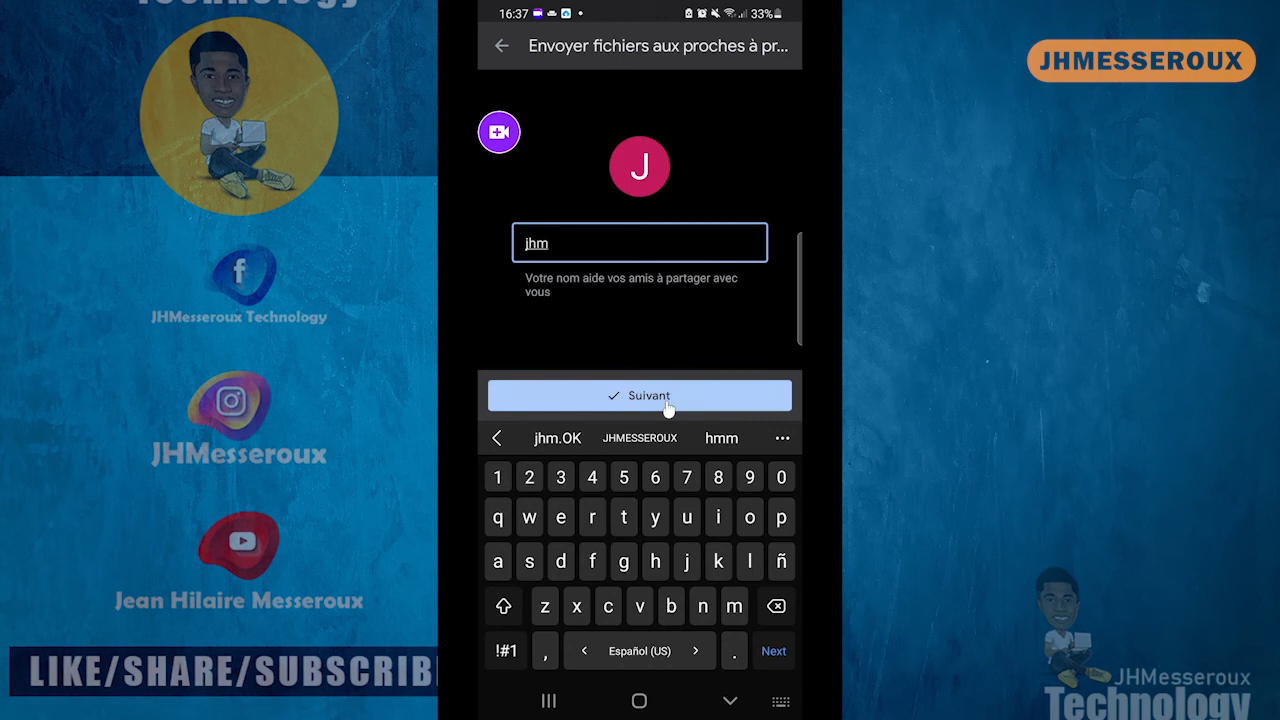 Technology
JHMesseroux Technology
JHMesseroux
Jean Hilaire Messeroux
LIKE/SHARE/SUBSCRIB
16:37
33%
Envoyer fichiers aux proches à pr...
J
jhm
Votre nom aide vos amis à partager avec
vous
Suivant
jhm.OK JHMESSEROUX hmm
1 2 3 4 5 6 7 8 9 0
q w e r t y u i o p
a s d f g h j k l ñ
z x c v b n m
!#1 , Español (US) . Next
JHMESSEROUX
JHMesseroux
Technology